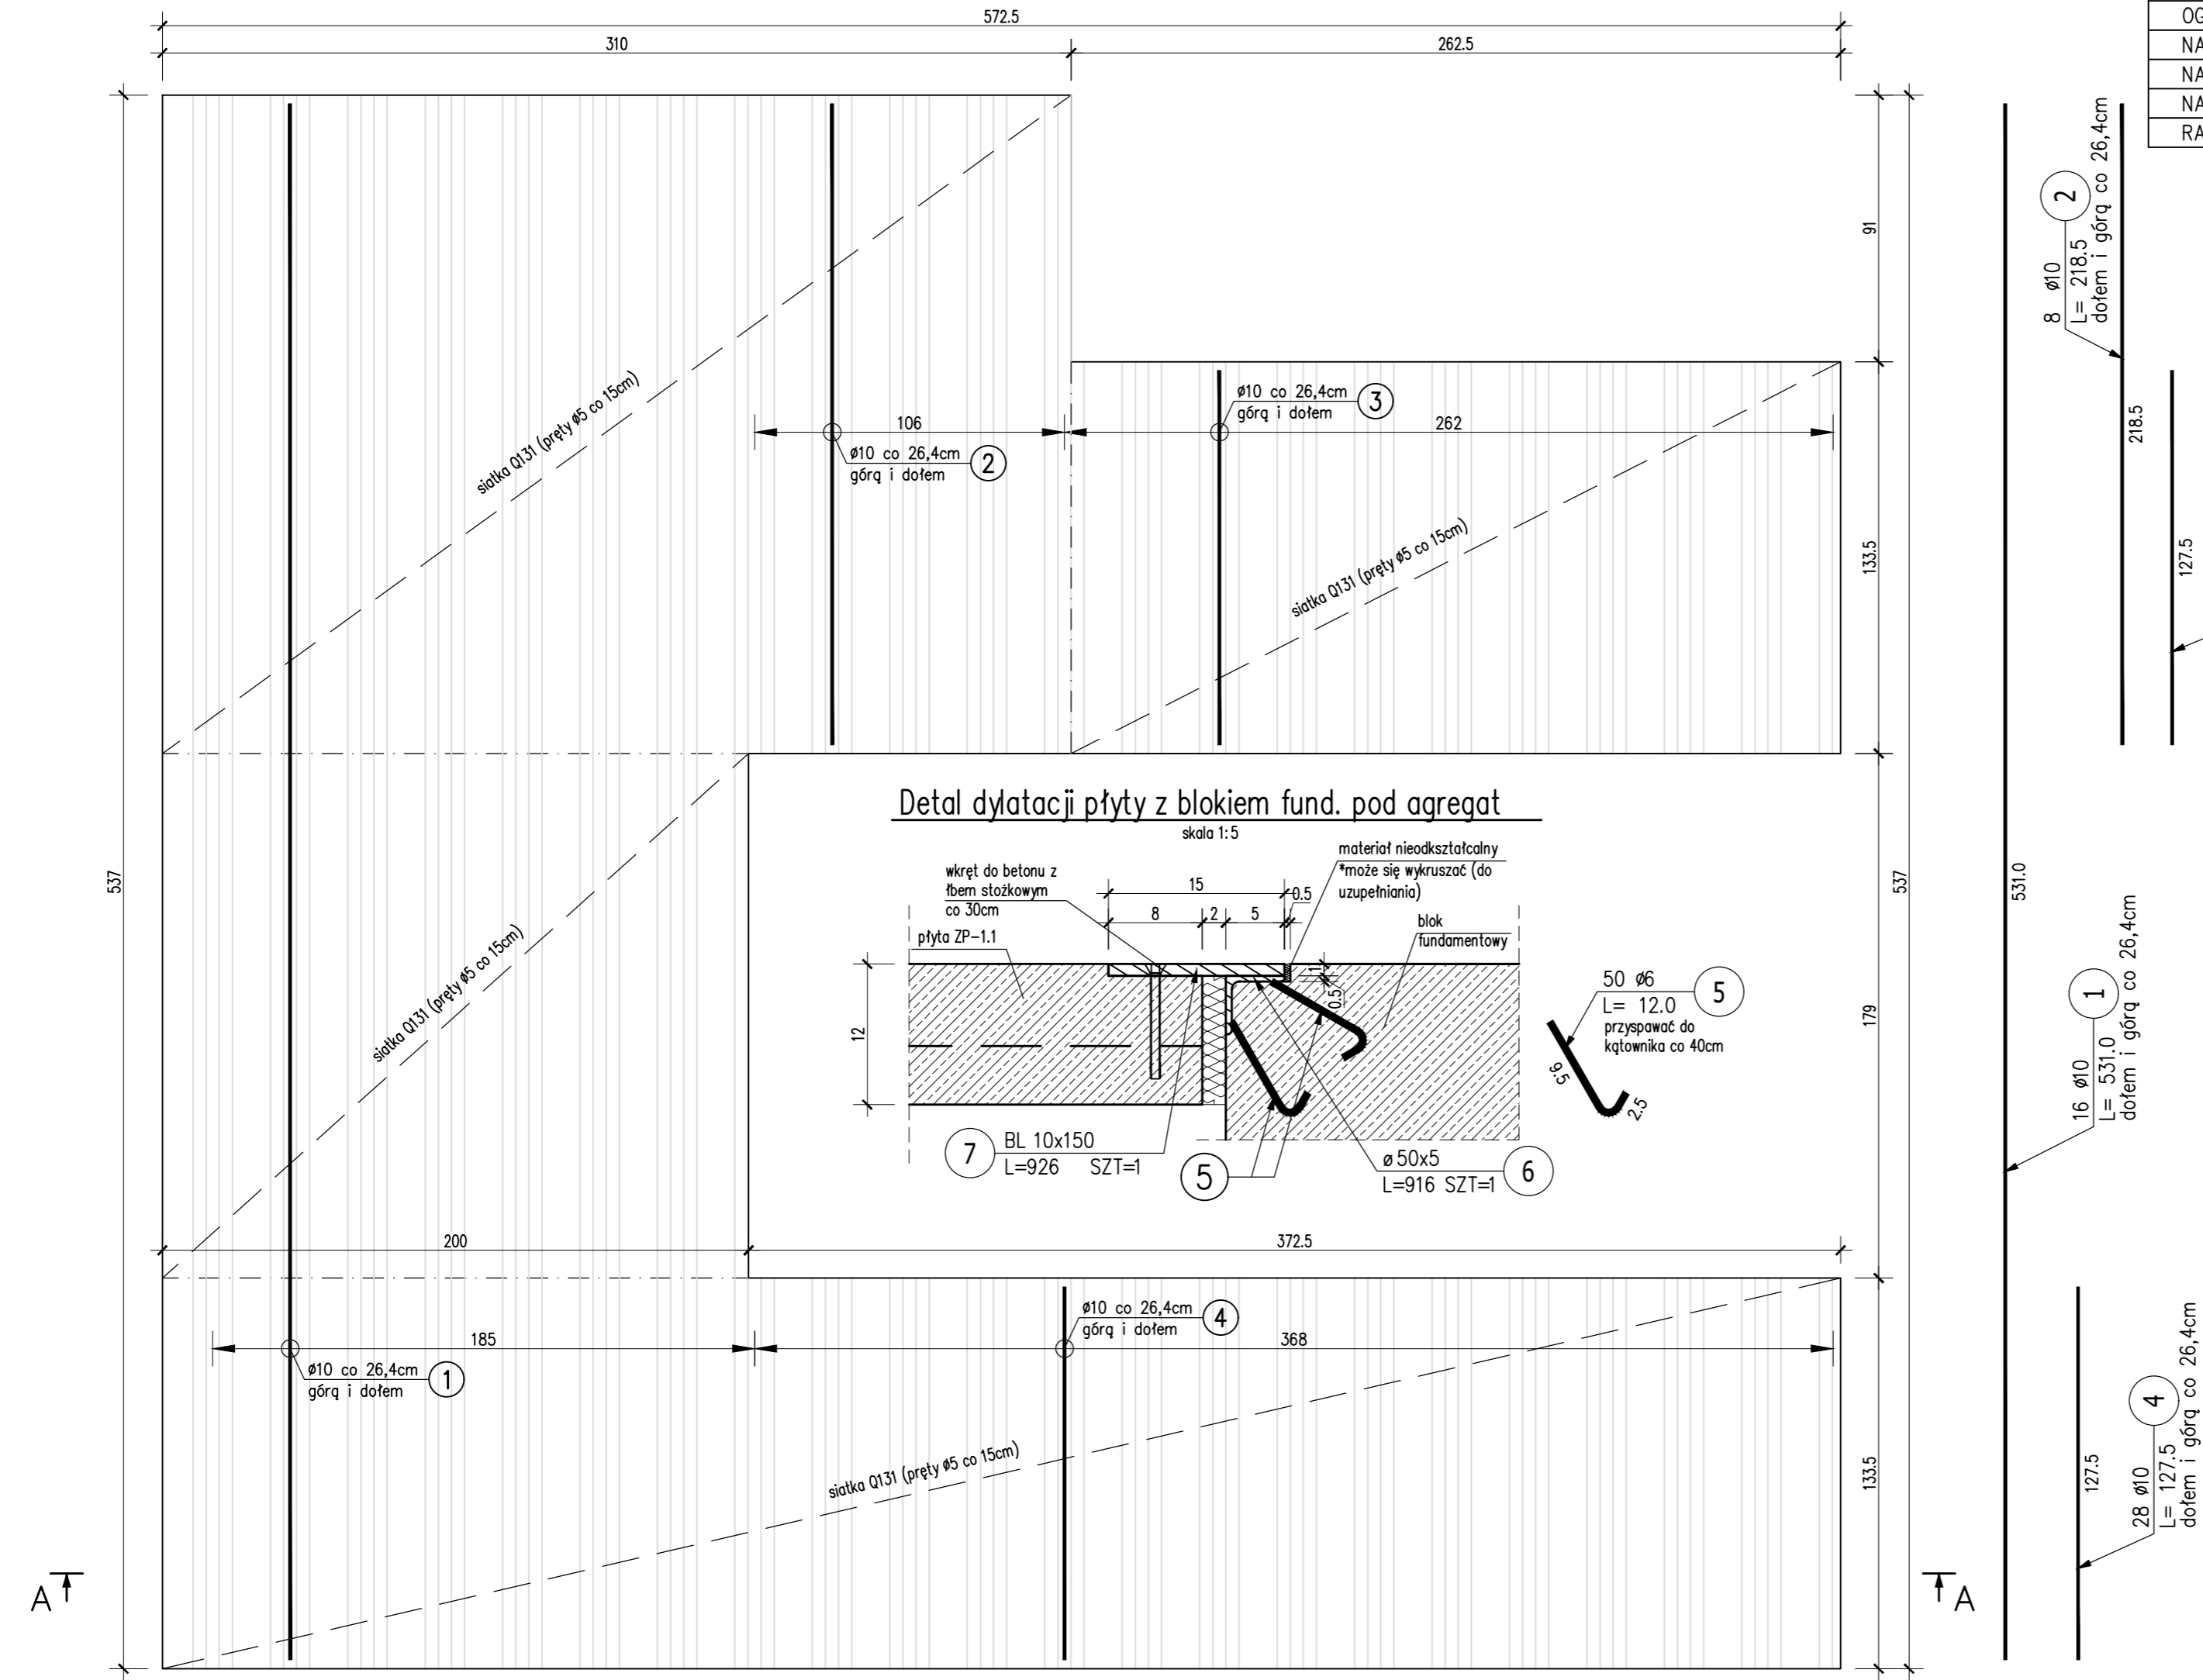 572.5
310
262.5
OG
NA
NA
NA
RA
91
133.5
179
133.5
537
537
siatka Q131 (pręty ø5 co 15cm)
106
ø10 co 26,4cm
górą i dołem
2
ø10 co 26,4cm
górą i dołem
3
262
siatka Q131 (pręty ø5 co 15cm)
siatka Q131 (pręty ø5 co 15cm)
Detal dylatacji płyty z blokiem fund. pod agregat
skala 1:5
wkręt do betonu z
łbem stożkowym
co 30cm
materiał nieodkształcalny
*może się wykruszać (do
uzupełniania)
15
0.5
8
2
5
płyta ZP-1.1
blok
fundamentowy
12
1
0.5
50 ø6
L= 12.0
przyspawać do
kątownika co 40cm
5
9.5
2.5
7
BL 10x150
L=926 SZT=1
5
ø 50x5
L=916 SZT=1
6
200
372.5
185
368
ø10 co 26,4cm
górą i dołem
1
ø10 co 26,4cm
górą i dołem
4
siatka Q131 (pręty ø5 co 15cm)
A
A
8 ø10
L= 218.5
dołem i górą co 26,4cm
2
218.5
127.5
531.0
16 ø10
L= 531.0
dołem i górą co 26,4cm
1
127.5
28 ø10
L= 127.5
dołem i górą co 26,4cm
4